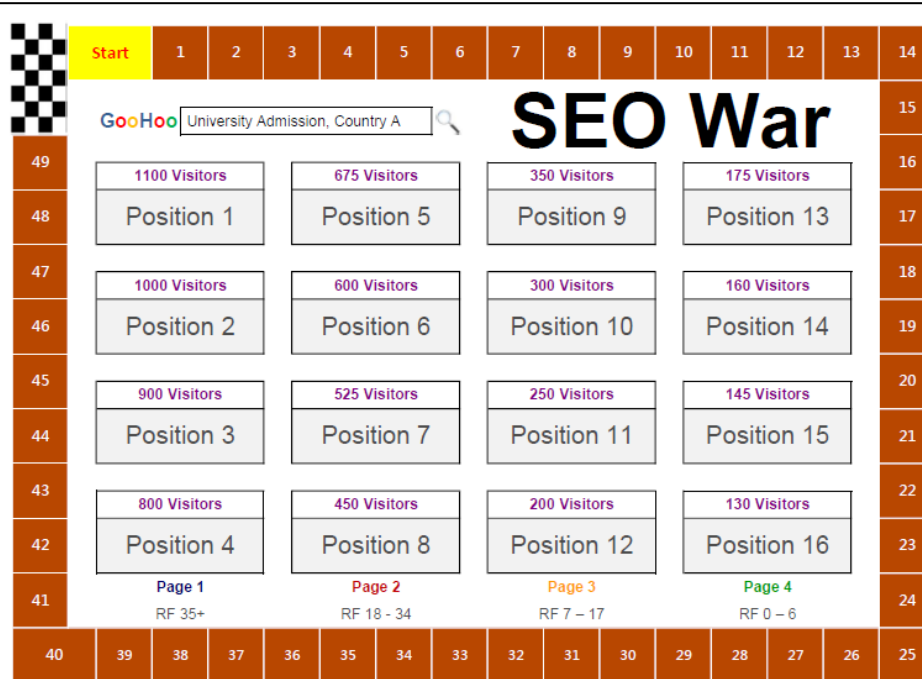 Start 1 2 3 4 5 6 7 8 9 10 11 12 13 14
SEO War
GooHoo University Admission, Country A
15
49 16
1100 Visitors 675 Visitors 350 Visitors 175 Visitors
48 Position 1 Position 5 Position 9 Position 13 17
47 18
1000 Visitors 600 Visitors 300 Visitors 160 Visitors
46 Position 2 Position 6 Position 10 Position 14 19
45 20
900 Visitors 525 Visitors 250 Visitors 145 Visitors
44 Position 3 Position 7 Position 11 Position 15 21
43 22
800 Visitors 450 Visitors 200 Visitors 130 Visitors
42 Position 4 Position 8 Position 12 Position 16 23
Page 1 Page 2 Page 3 Page 4
41 24
RF 35+ RF 18 - 34 RF 7 – 17 RF 0 – 6
40 39 38 37 36 35 34 33 32 31 30 29 28 27 26 25